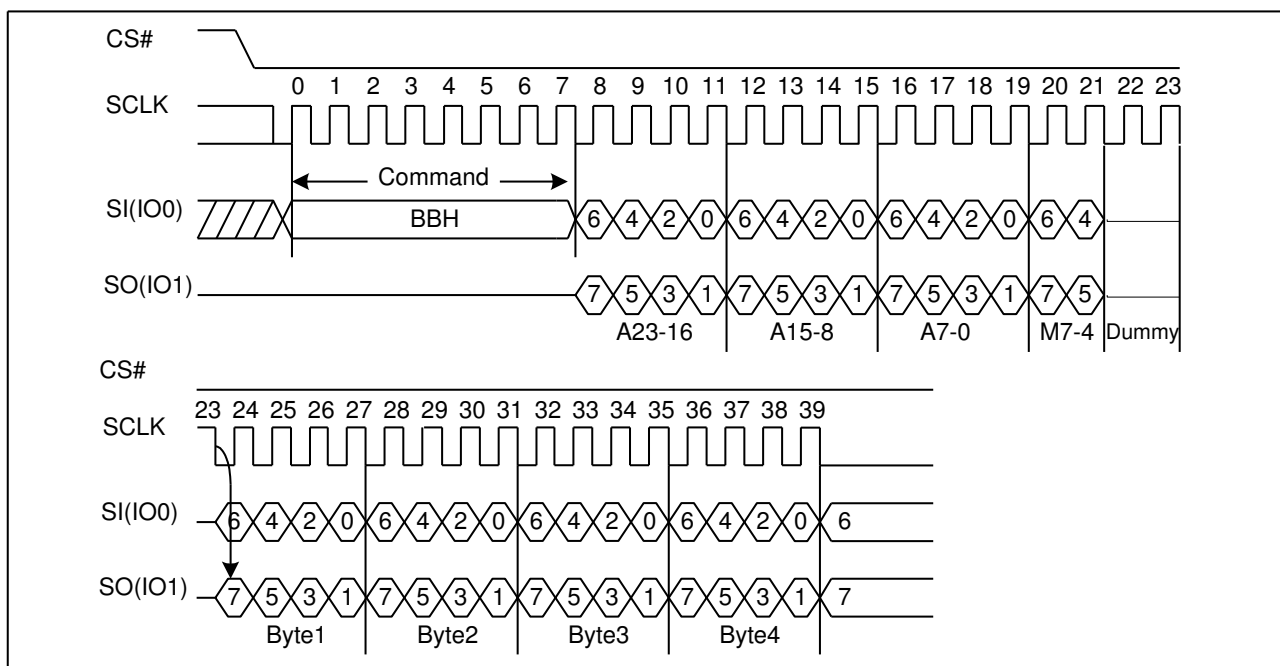 CS#
0 1 2 3 4 5 6 7 8 9 10 11 12 13 14 15 16 17 18 19 20 21 22 23
SCLK
Command
SI(IO0) BBH 6 4 2 0 6 4 2 0 6 4 2 0 6 4
SO(IO1) 7 5 3 1 7 5 3 1 7 5 3 1 7 5
A23-16 A15-8 A7-0 M7-4 Dummy
CS#
23 24 25 26 27 28 29 30 31 32 33 34 35 36 37 38 39
SCLK
SI(IO0) 6 4 2 0 6 4 2 0 6 4 2 0 6 4 2 0 6
SO(IO1) 7 5 3 1 7 5 3 1 7 5 3 1 7 5 3 1 7
Byte1 Byte2 Byte3 Byte4